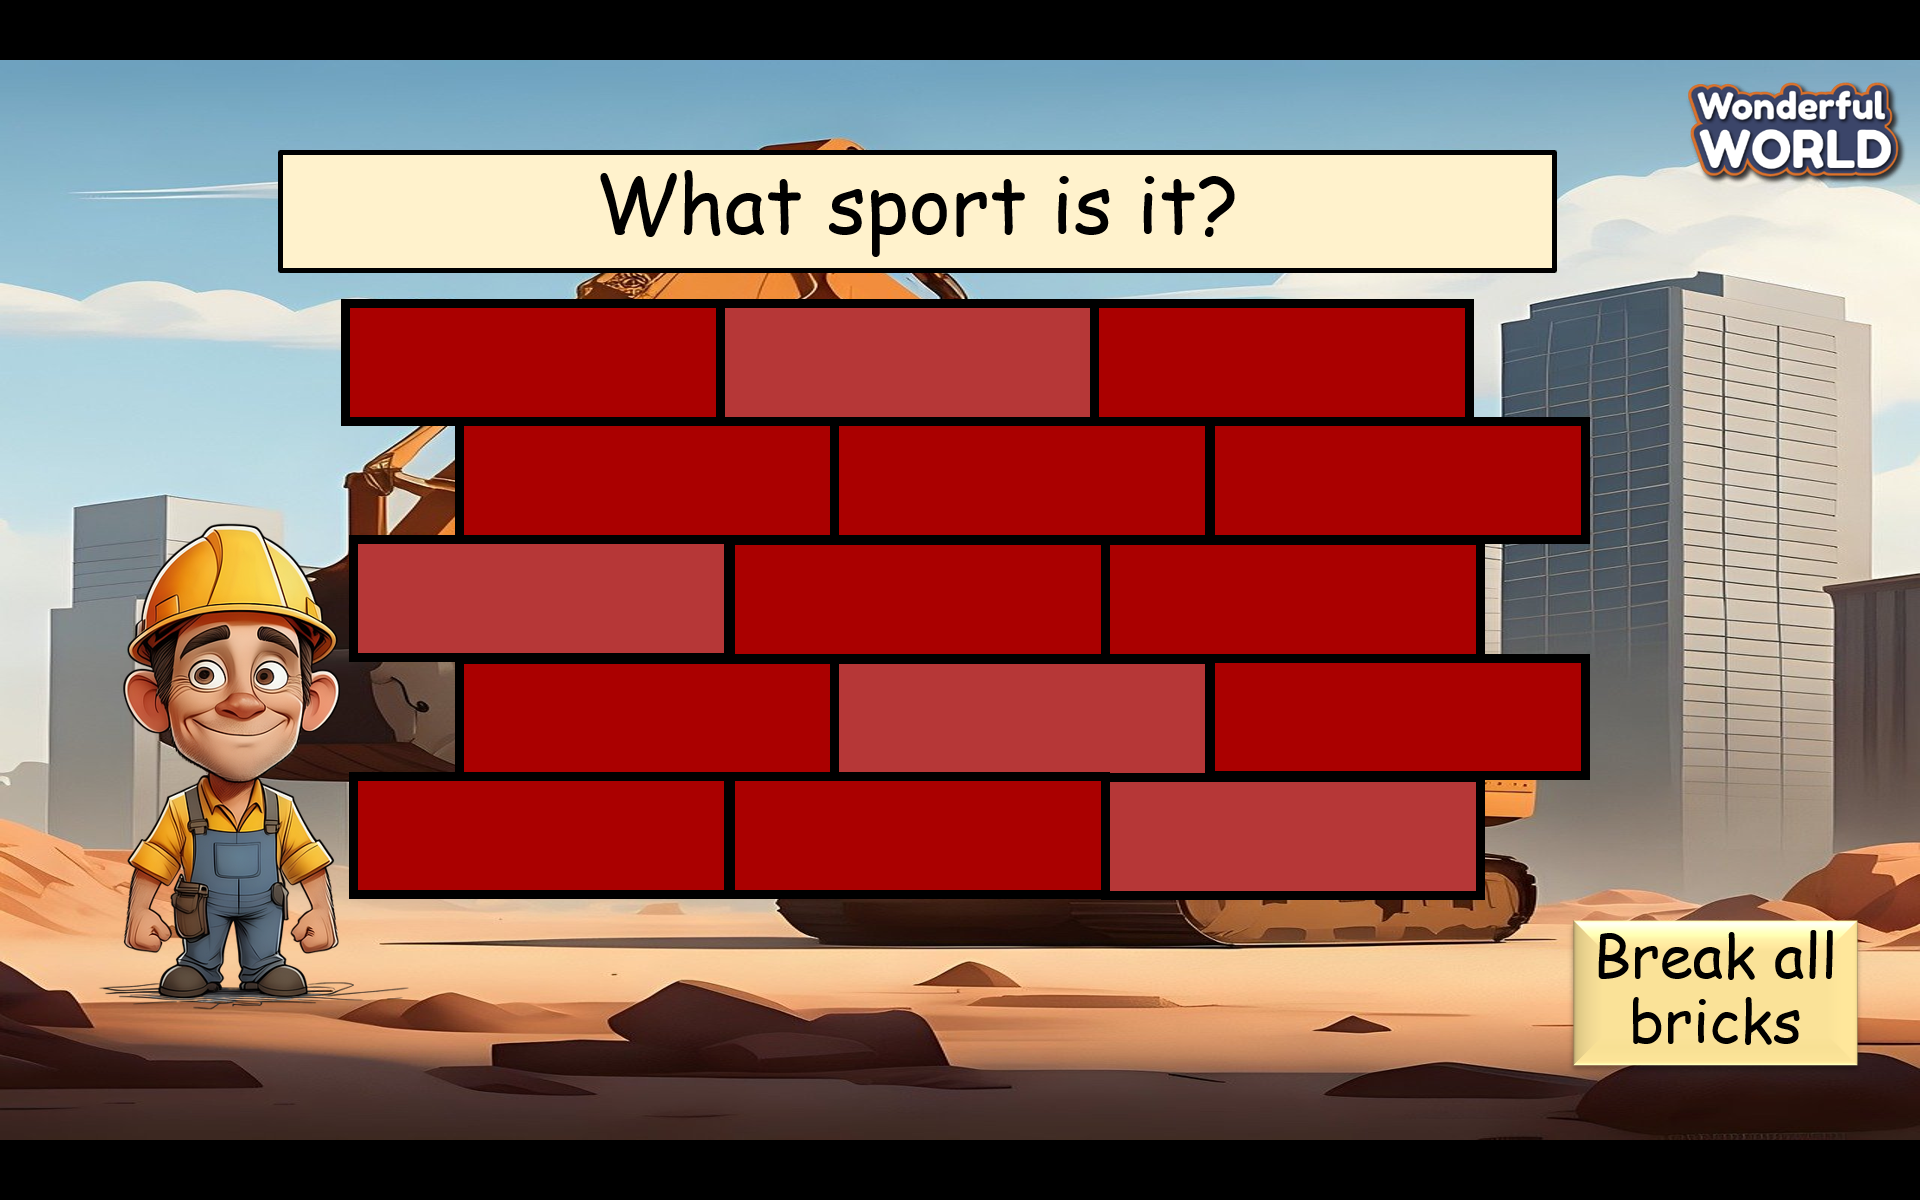 Wonderful
WORLD
What sport is it?
Break all
bricks